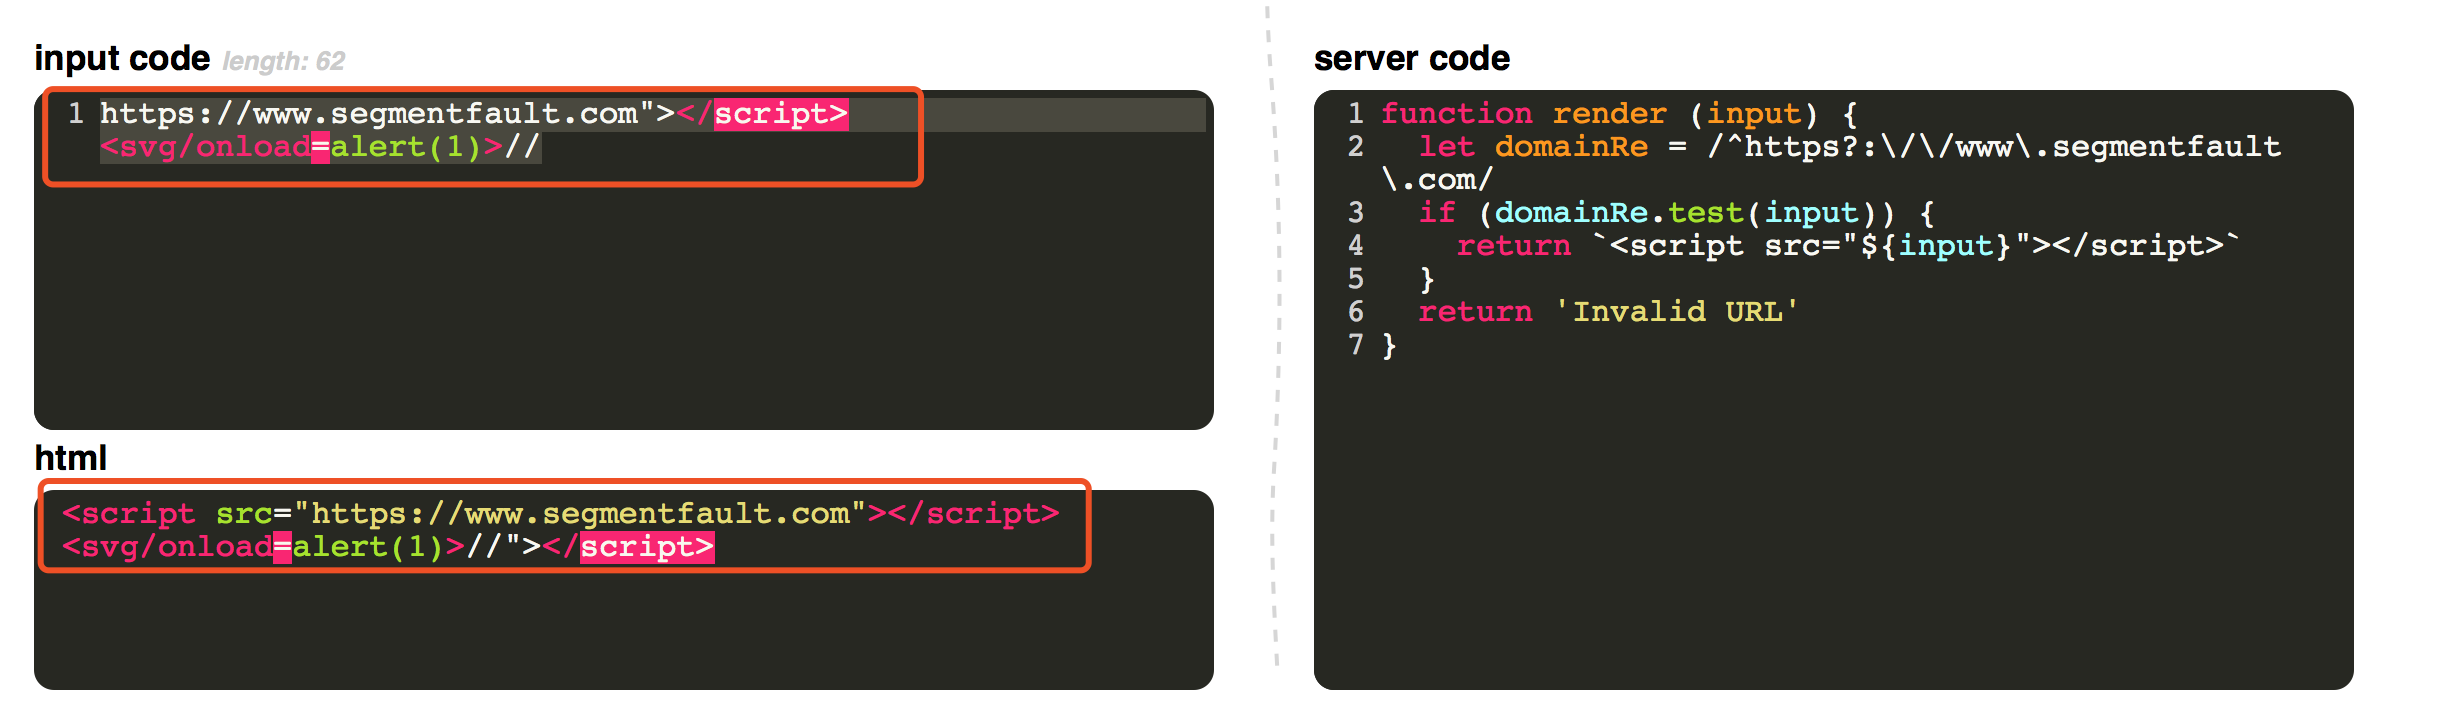 input code length: 62
1 https://www.segmentfault.com"></script>
<svg/onload=alert(1)>//
html
<script src="https://www.segmentfault.com"></script>
<svg/onload=alert(1)>//"></script>
server code
1 function render (input) {
2   let domainRe = /^https?:\/\/www\.segmentfault
\.com/
3   if (domainRe.test(input)) {
4     return `<script src="${input}"></script>`
5   }
6   return 'Invalid URL'
7 }